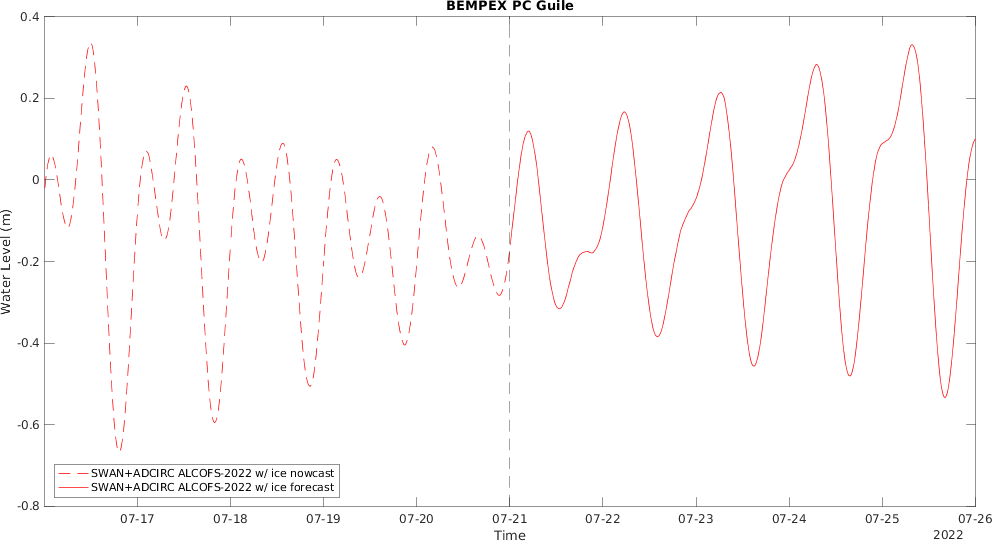 BEMPEX PC Guile
0.4
0.2
0
-0.2
-0.4
-0.6
-0.8
Water Level (m)
SWAN+ADCIRC ALCOFS-2022 w/ ice nowcast
SWAN+ADCIRC ALCOFS-2022 w/ ice forecast
07-17 07-18 07-19 07-20 07-21 07-22 07-23 07-24 07-25 07-26
Time
2022